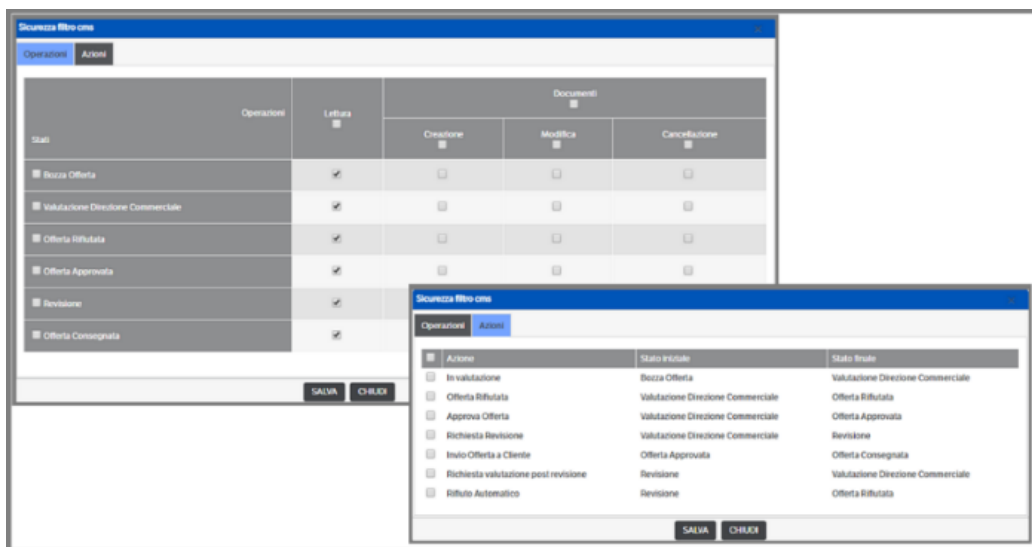 Sicurezza filtro cms
Operazioni Azioni
Documenti
Operazioni Lettura
Stati Creazione Modifica Cancellazione
Bozza Offerta
Valutazione Direzione Commerciale
Offerta Rifiutata
Offerta Approvata
Revisione
Offerta Consegnata
SALVA CHIUDI
Sicurezza filtro cms
Operazioni Azioni
Azione Stato iniziale Stato finale
In valutazione Bozza Offerta Valutazione Direzione Commerciale
Offerta Rifiutata Valutazione Direzione Commerciale Offerta Rifiutata
Approva Offerta Valutazione Direzione Commerciale Offerta Approvata
Richiesta Revisione Valutazione Direzione Commerciale Revisione
Invio Offerta a Cliente Offerta Approvata Offerta Consegnata
Richiesta valutazione post revisione Revisione Valutazione Direzione Commerciale
Rifiuto Automatico Revisione Offerta Rifiutata
SALVA CHIUDI